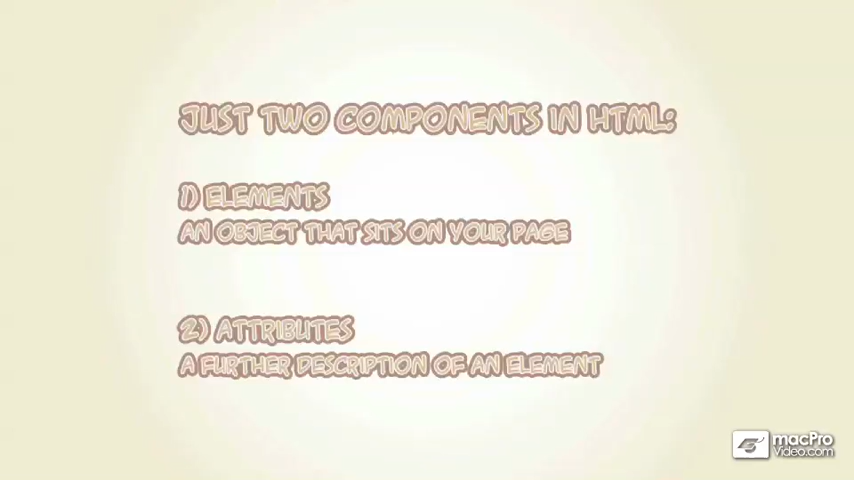 JUST TWO COMPONENTS IN HTML:
1) ELEMENTS
AN OBJECT THAT SITS ON YOUR PAGE
2) ATTRIBUTES
A FURTHER DESCRIPTION OF AN ELEMENT
macPro
Video.com